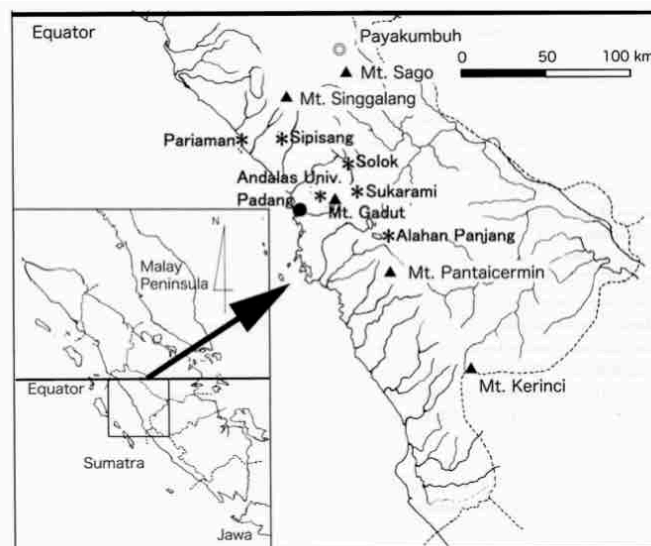 Equator
Payakumbuh
0 50 100 km
Mt. Sago
Mt. Singgalang
Pariaman
Sipisang
Solok
Andalas Univ.
Sukarami
Padang
Mt. Gadut
Alahan Panjang
Mt. Pantaicermin
Mt. Kerinci
N
Malay
Peninsula
Equator
Sumatra
Jawa